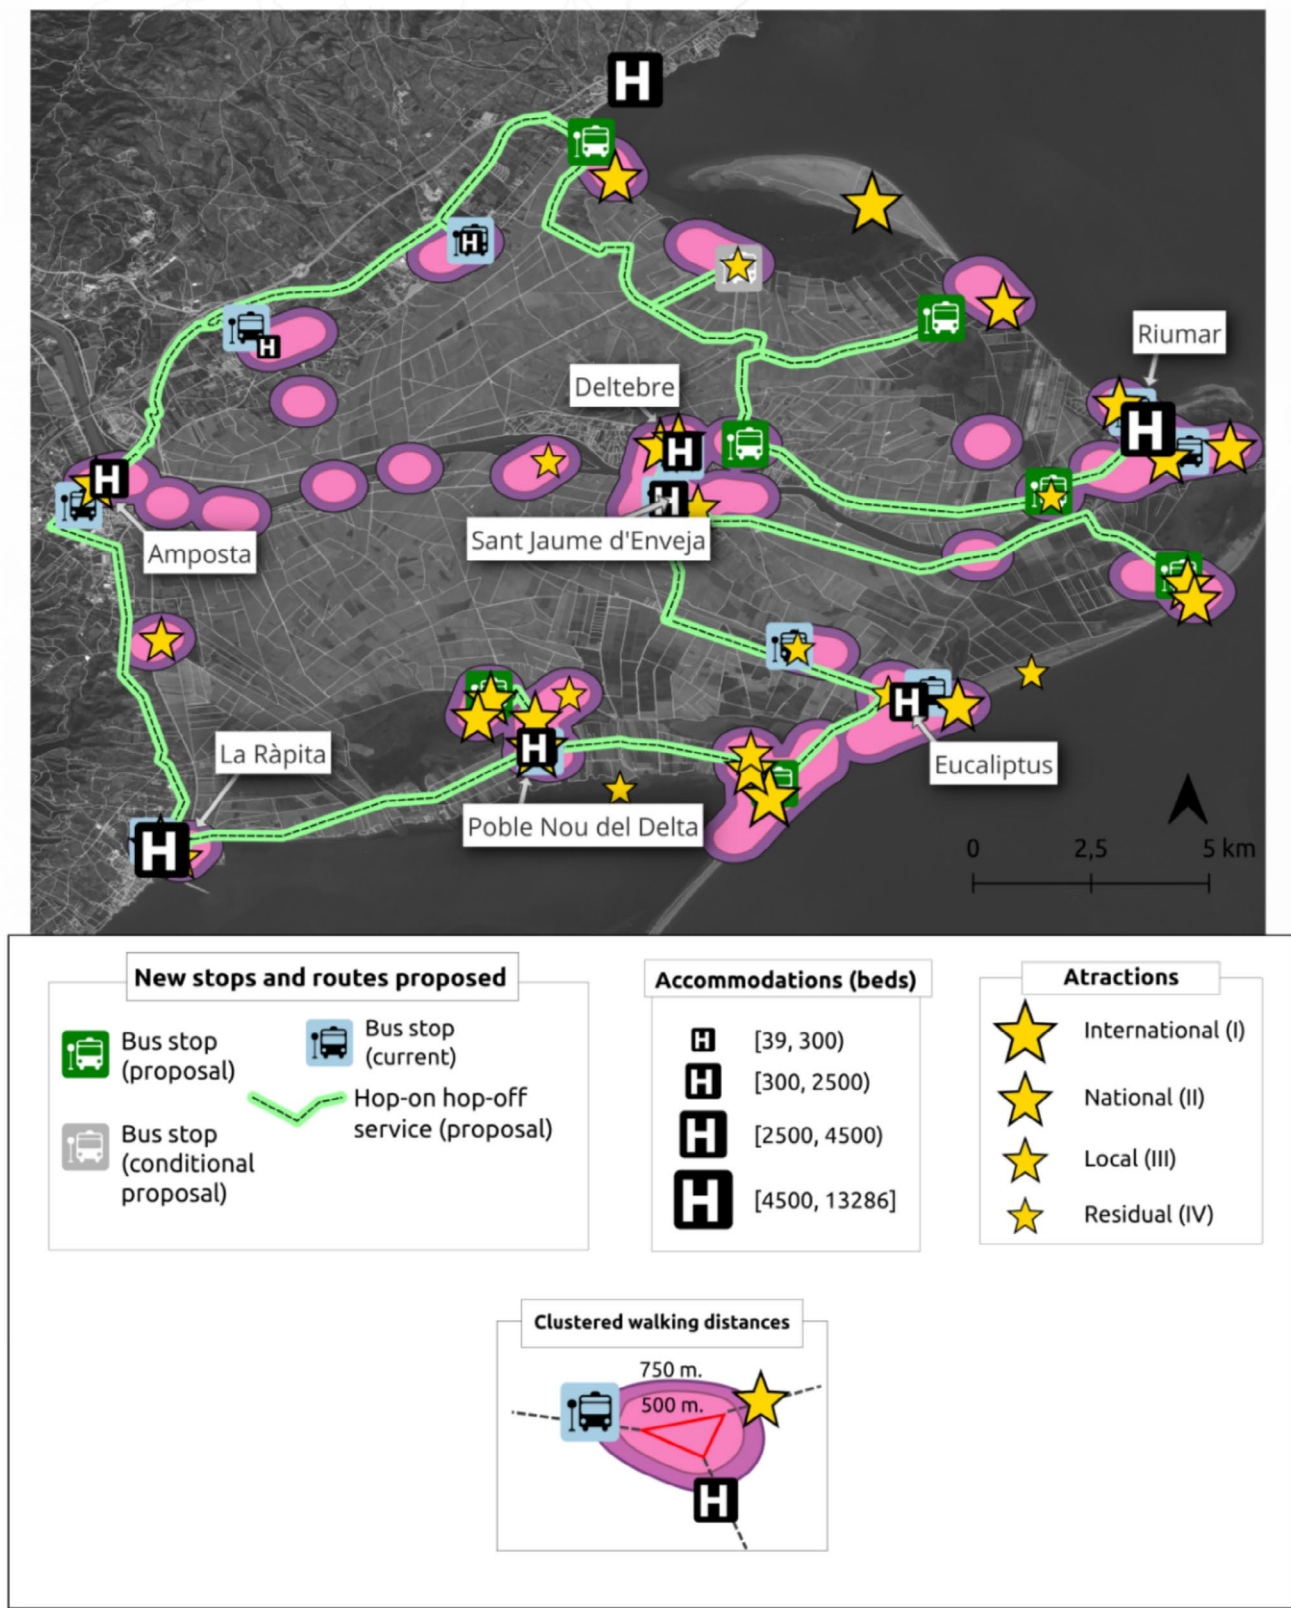 Riumar
Deltebre
Sant Jaume d'Enveja
Amposta
La Ràpita
Eucaliptus
Poble Nou del Delta
0 2,5 5 km
New stops and routes proposed
Bus stop
(proposal)
Bus stop
(current)
Hop-on hop-off
service (proposal)
Bus stop
(conditional
proposal)
Accommodations (beds)
H [39, 300)
H [300, 2500)
H [2500, 4500)
H [4500, 13286]
Atractions
International (I)
National (II)
Local (III)
Residual (IV)
Clustered walking distances
750 m.
500 m.
H